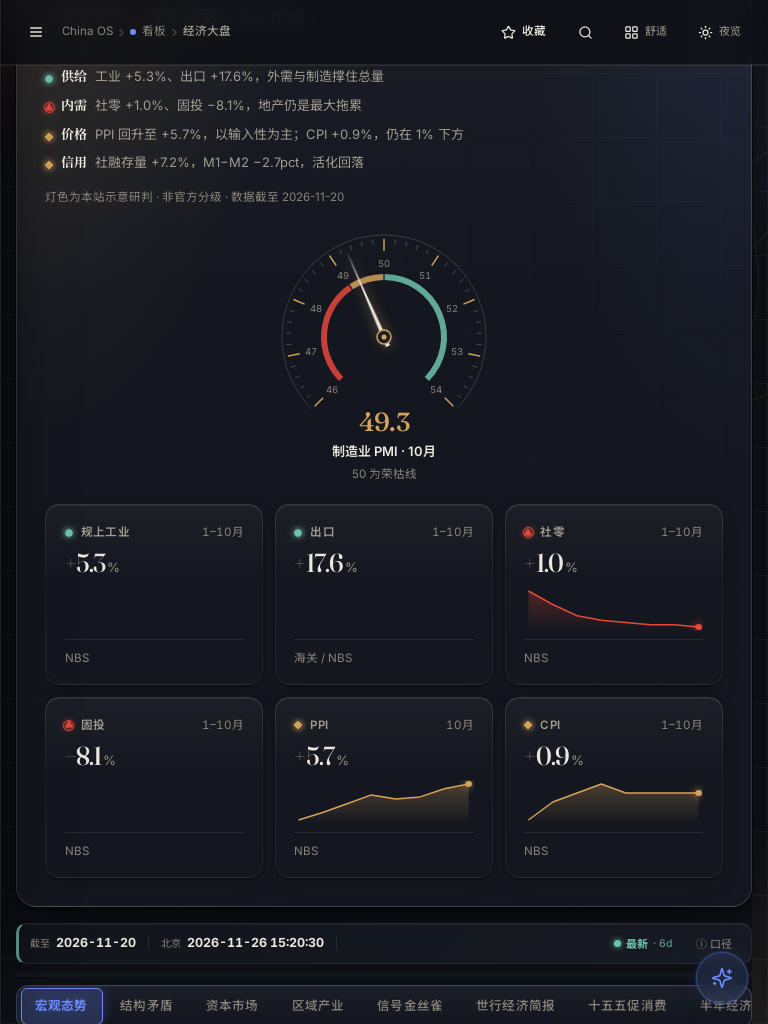 China OS › 看板 › 经济大盘
收藏
舒适
夜览
供给 工业 +5.3%、出口 +17.6%，外需与制造撑住总量
内需 社零 +1.0%、固投 −8.1%，地产仍是最大拖累
价格 PPI 回升至 +5.7%，以输入性为主；CPI +0.9%，仍在 1% 下方
信用 社融存量 +7.2%，M1−M2 −2.7pct，活化回落
灯色为本站示意研判 · 非官方分级 · 数据截至 2026-11-20
46
47
48
49
50
51
52
53
54
49.3
制造业 PMI · 10月
50 为荣枯线
规上工业 1–10月
+5.3%
NBS
出口 1–10月
+17.6%
海关 / NBS
社零 1–10月
+1.0%
NBS
固投 1–10月
−8.1%
NBS
PPI 10月
+5.7%
NBS
CPI 1–10月
+0.9%
NBS
截至 2026-11-20 北京 2026-11-26 15:20:30 最新 · 6d ⓘ 口径
宏观态势 结构矛盾 资本市场 区域产业 信号金丝雀 世行经济简报 十五五促消费 半年经济